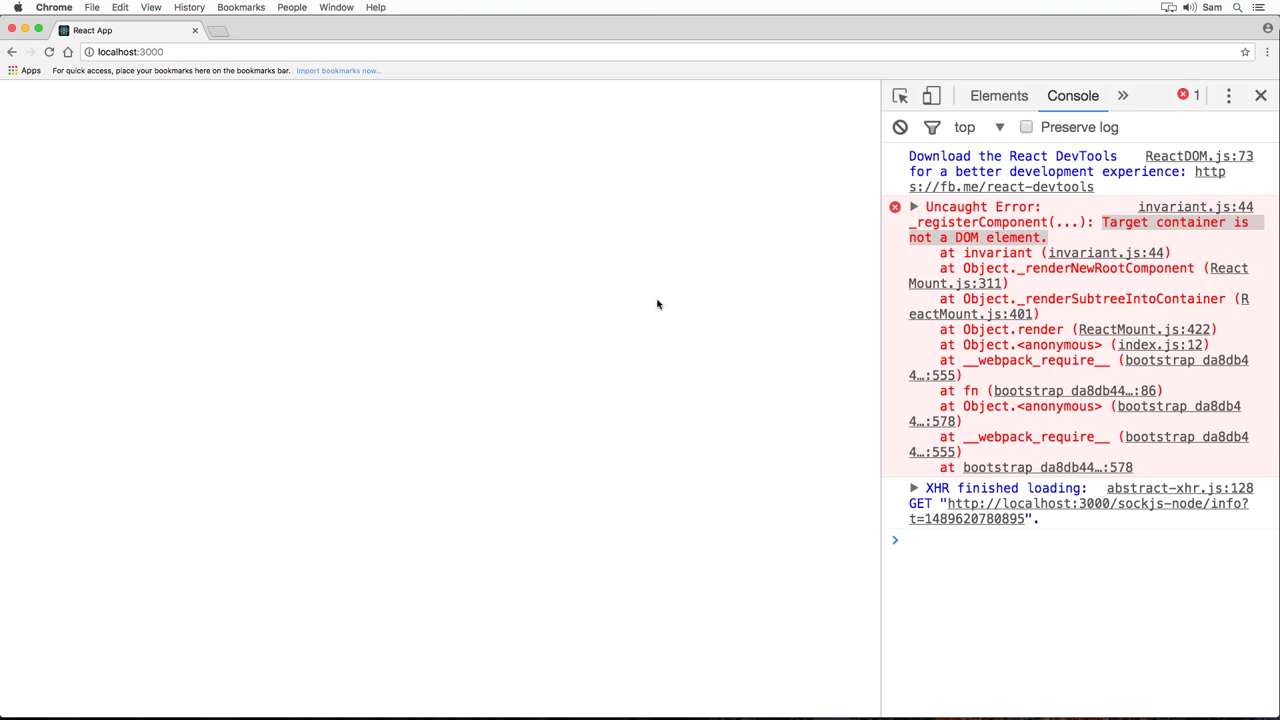 Chrome File Edit View History Bookmarks People Window Help Sam
React App
localhost:3000
Apps For quick access, place your bookmarks here on the bookmarks bar. Import bookmarks now...
Elements Console » 1
top Preserve log
Download the React DevTools ReactDOM.js:73
for a better development experience: http
s://fb.me/react-devtools
Uncaught Error: invariant.js:44
_registerComponent(...): Target container is
not a DOM element.
at invariant (invariant.js:44)
at Object._renderNewRootComponent (React
Mount.js:311)
at Object._renderSubtreeIntoContainer (R
eactMount.js:401)
at Object.render (ReactMount.js:422)
at Object.<anonymous> (index.js:12)
at __webpack_require__ (bootstrap da8db4
4…:555)
at fn (bootstrap da8db44…:86)
at Object.<anonymous> (bootstrap da8db4
4…:578)
at __webpack_require__ (bootstrap da8db4
4…:555)
at bootstrap da8db44…:578
XHR finished loading: abstract-xhr.js:128
GET "http://localhost:3000/sockjs-node/info?
t=1489620780895".